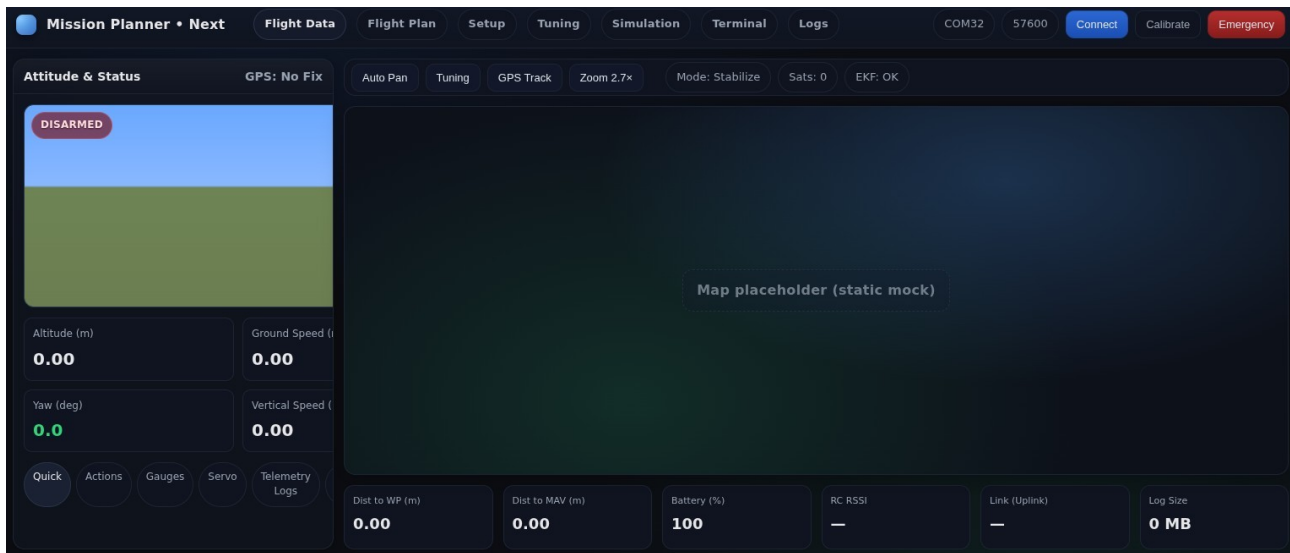 Mission Planner • Next
Flight Data
Flight Plan
Setup
Tuning
Simulation
Terminal
Logs
COM32
57600
Connect
Calibrate
Emergency
Attitude & Status
GPS: No Fix
DISARMED
Altitude (m)
0.00
Ground Speed
0.00
Yaw (deg)
0.0
Vertical Speed (
0.00
Quick
Actions
Gauges
Servo
Telemetry
Logs
Auto Pan
Tuning
GPS Track
Zoom 2.7×
Mode: Stabilize
Sats: 0
EKF: OK
Map placeholder (static mock)
Dist to WP (m)
0.00
Dist to MAV (m)
0.00
Battery (%)
100
RC RSSI
—
Link (Uplink)
—
Log Size
0 MB